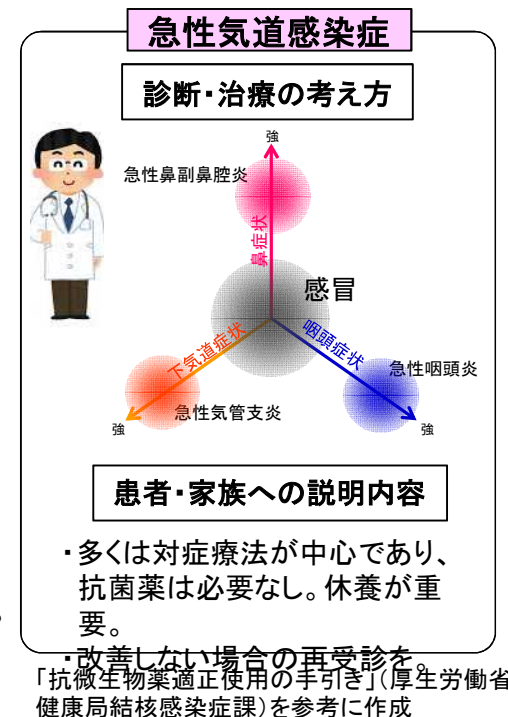 急性気道感染症
診断・治療の考え方
強
急性鼻副鼻腔炎
鼻症状
感冒
下気道症状
咽頭症状
急性咽頭炎
急性気管支炎
強
強
患者・家族への説明内容
・多くは対症療法が中心であり、
抗菌薬は必要なし。休養が重
要。
・改善しない場合の再受診を。
「抗微生物薬適正使用の手引き」(厚生労働省
健康局結核感染症課)を参考に作成